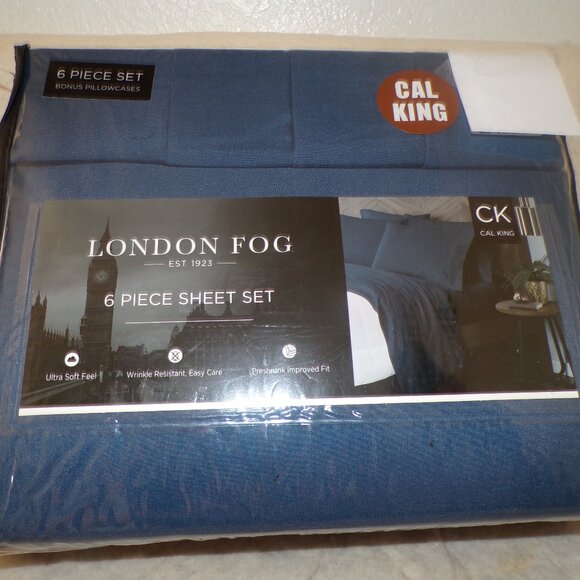 6 PIECE SET
BONUS PILLOWCASES
CAL
KING
CK
CAL KING
LONDON FOG
EST. 1923
6 PIECE SHEET SET
Ultra Soft Feel
Wrinkle Resistant, Easy Care
Preshrunk Improved Fit